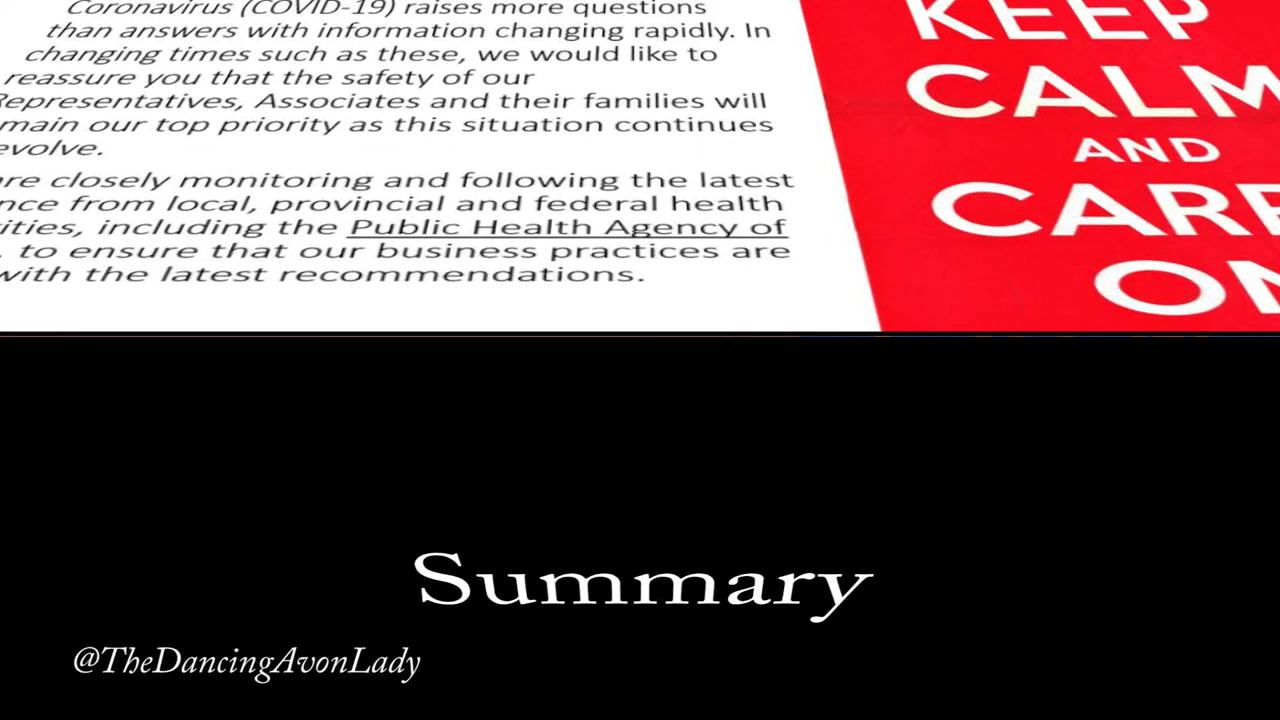 Coronavirus (COVID-19) raises more questions
than answers with information changing rapidly. In
changing times such as these, we would like to
reassure you that the safety of our
Representatives, Associates and their families will
main our top priority as this situation continues
evolve.
re closely monitoring and following the latest
nce from local, provincial and federal health
ities, including the Public Health Agency of
, to ensure that our business practices are
with the latest recommendations.
KEEP
CALM
AND
CARR
ON
Summary
@TheDancingAvonLady